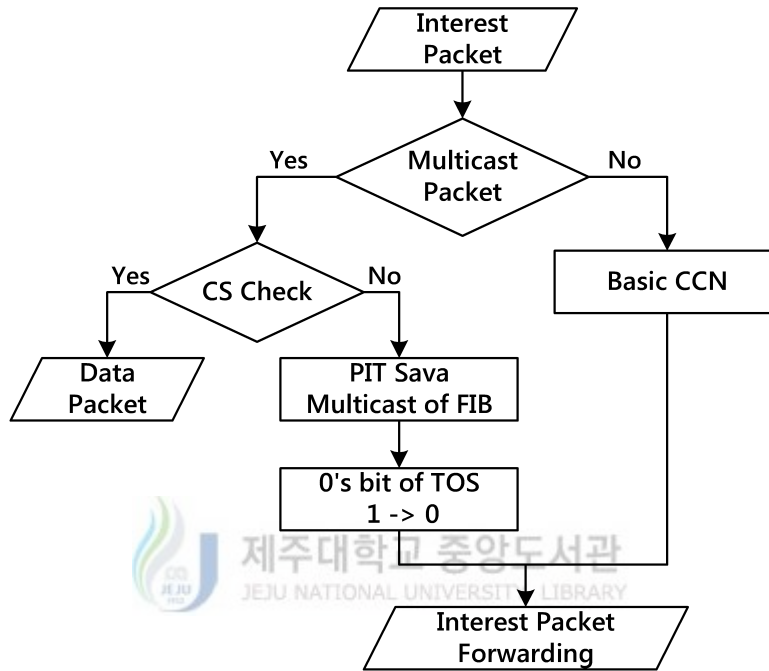 Interest
Packet
Multicast
Packet
Yes
No
CS Check
Yes
No
Basic CCN
Data
Packet
PIT Sava
Multicast of FIB
0's bit of TOS
1 -> 0
제주대학교 중앙도서관
JEJU NATIONAL UNIVERSITY LIBRARY
JEJU
1952
Interest Packet
Forwarding